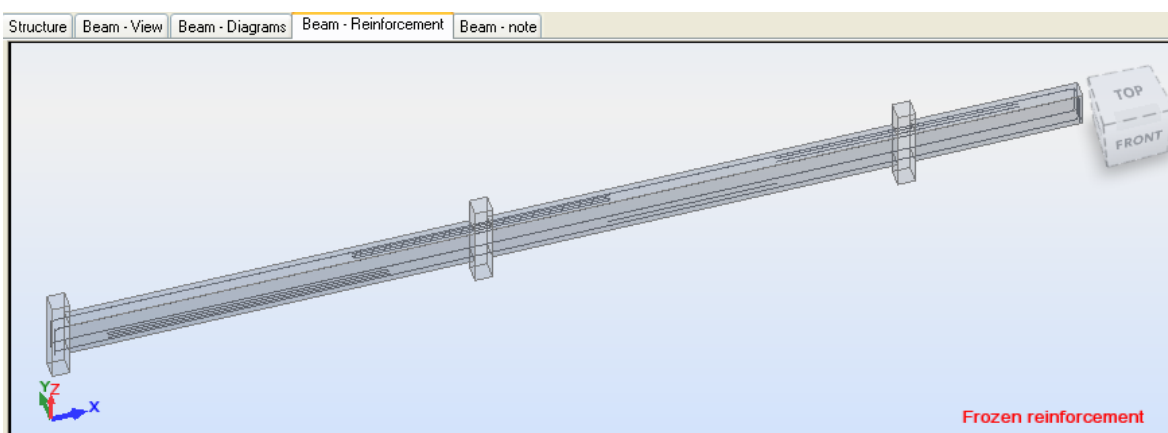 Structure Beam - View Beam - Diagrams Beam - Reinforcement Beam - note
TOP
FRONT
Y Z
X
Frozen reinforcement